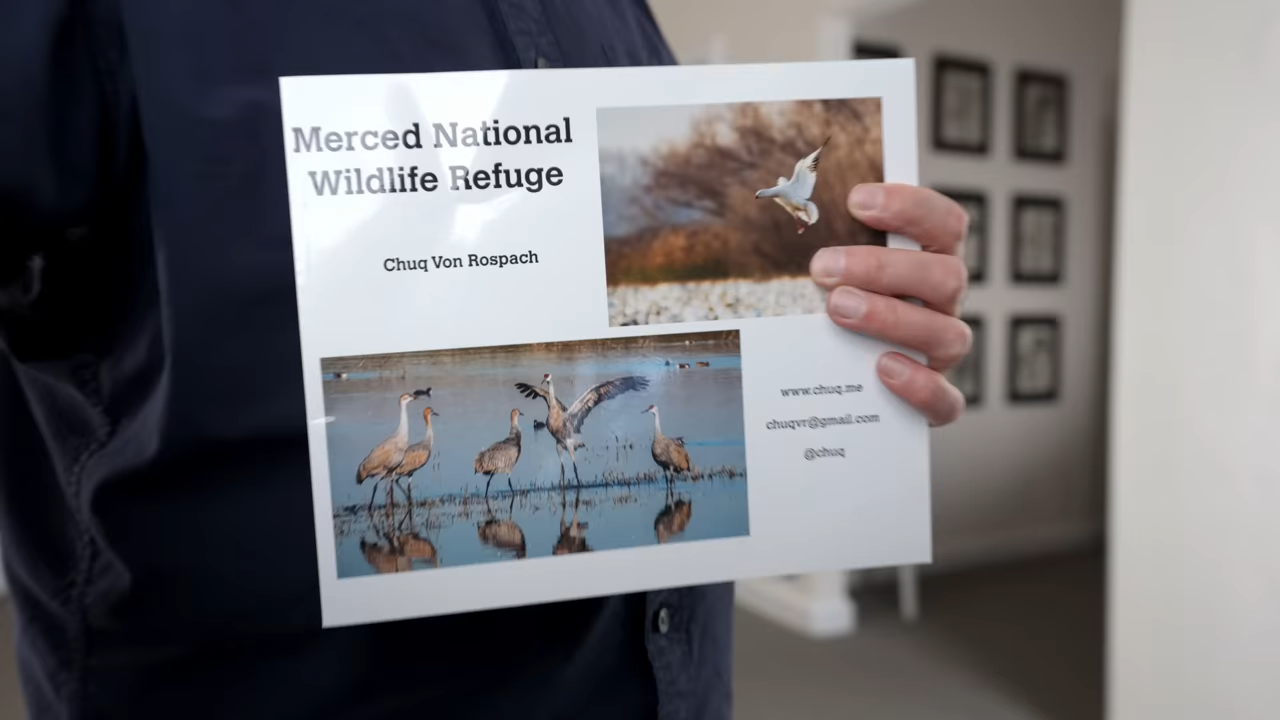 Merced National
Wildlife Refuge
Chuq Von Rospach
www.chuq.me
chuqvr@gmail.com
@chuq